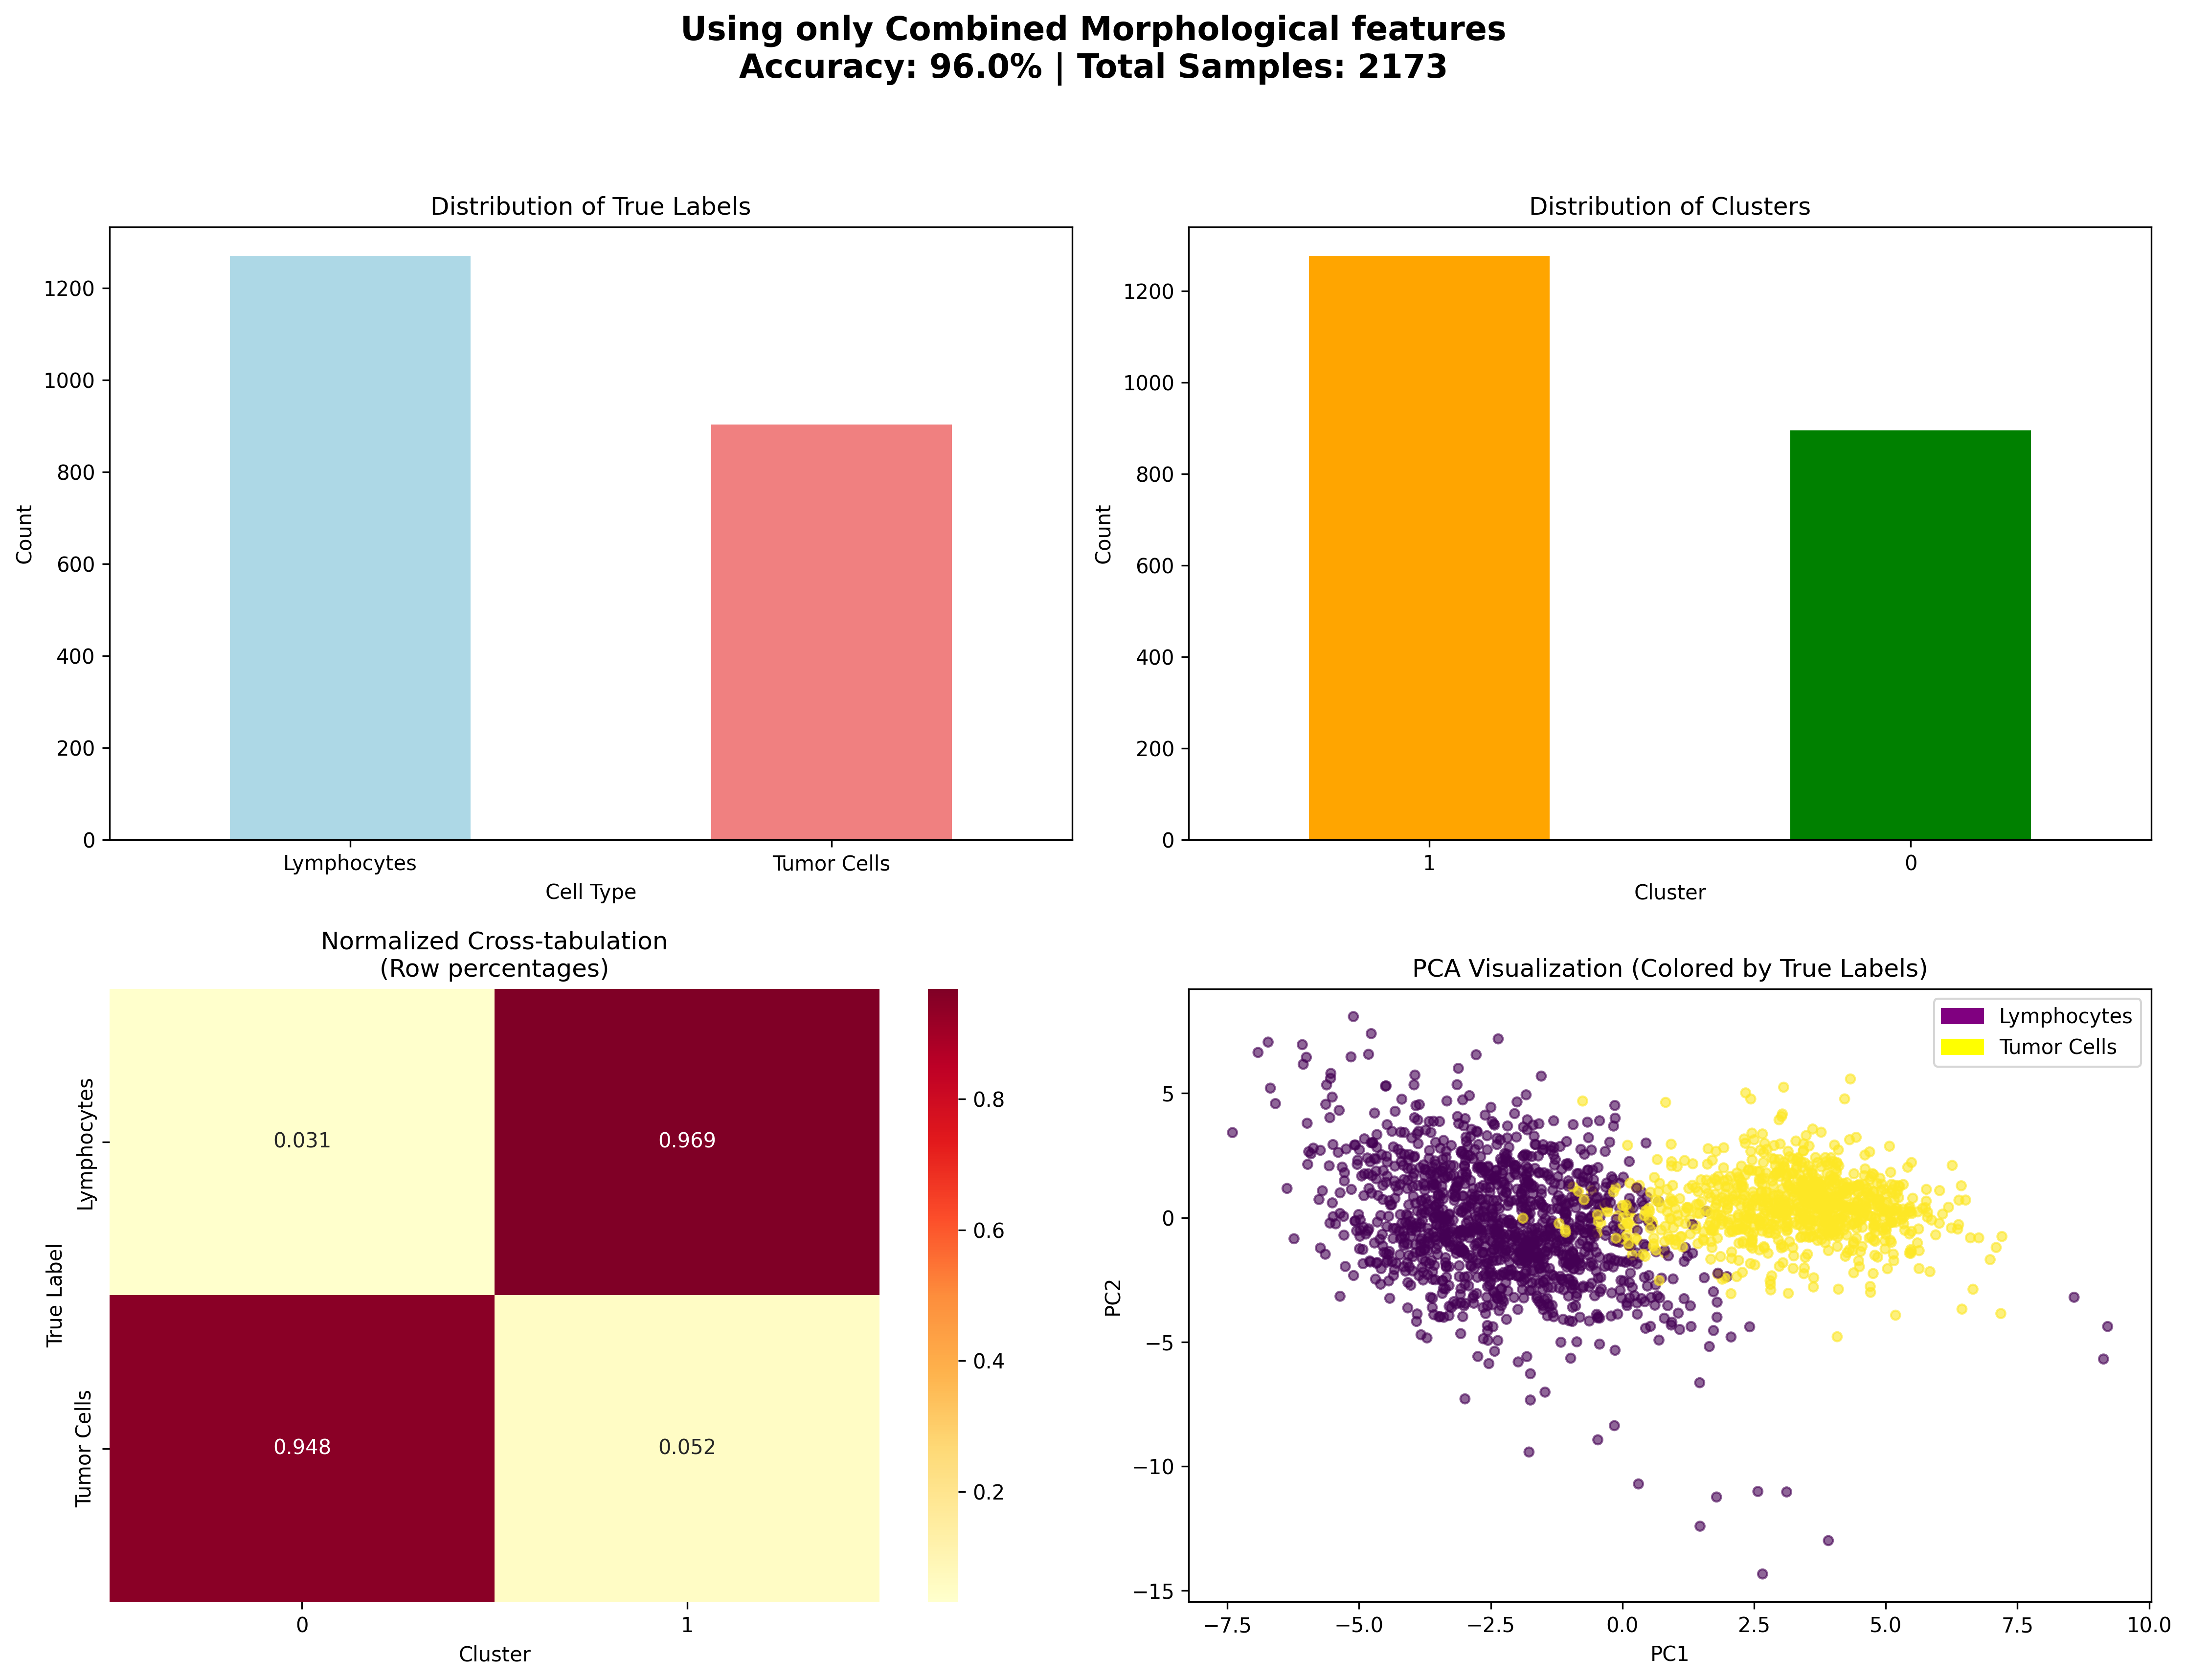 Using only Combined Morphological features
Accuracy: 96.0% | Total Samples: 2173
Distribution of True Labels
Count
1200
1000
800
600
400
200
0
Lymphocytes
Tumor Cells
Cell Type
Distribution of Clusters
Count
1200
1000
800
600
400
200
0
1
0
Cluster
Normalized Cross-tabulation
(Row percentages)
True Label
Lymphocytes
Tumor Cells
0.031
0.969
0.948
0.052
0
1
Cluster
0.8
0.6
0.4
0.2
PCA Visualization (Colored by True Labels)
Lymphocytes
Tumor Cells
PC2
5
0
−5
−10
−15
−7.5
−5.0
−2.5
0.0
2.5
5.0
7.5
10.0
PC1